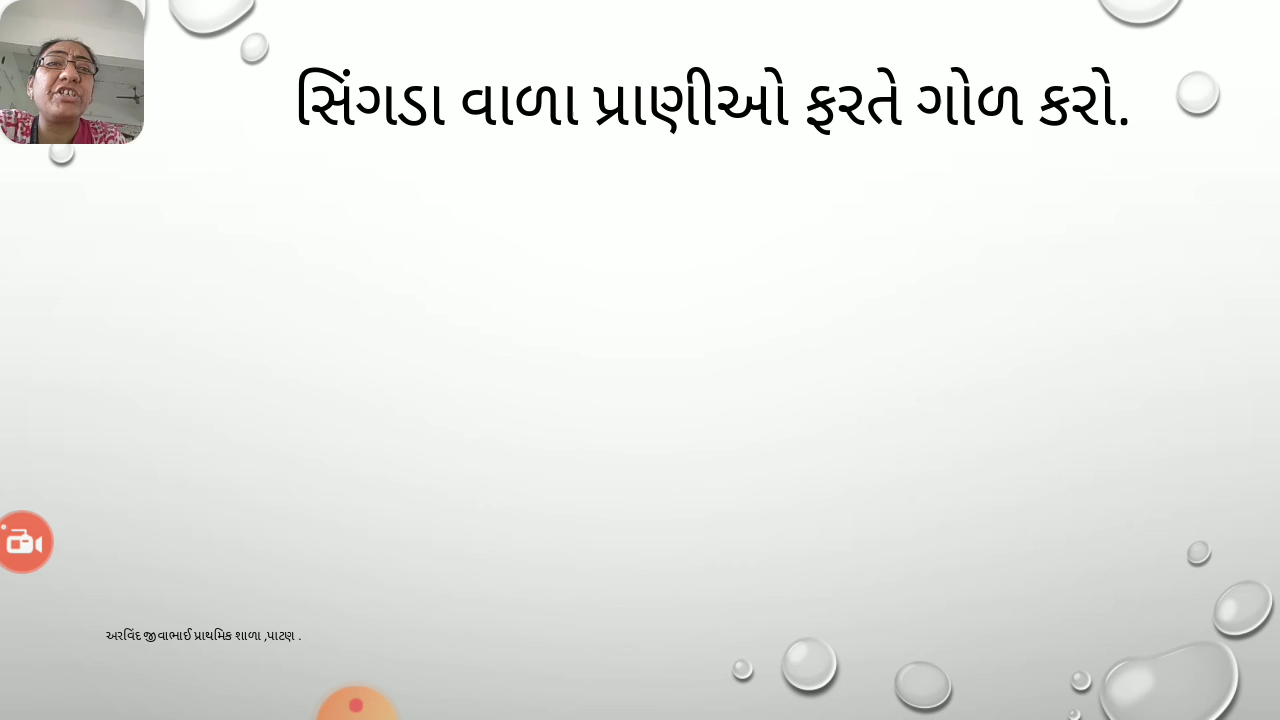 સિંગડા વાળા પ્રાણીઓ ફરતે ગોળ કરો.
અરવિંદ જીવાભાઈ પ્રાથમિક શાળા ,પાટણ .